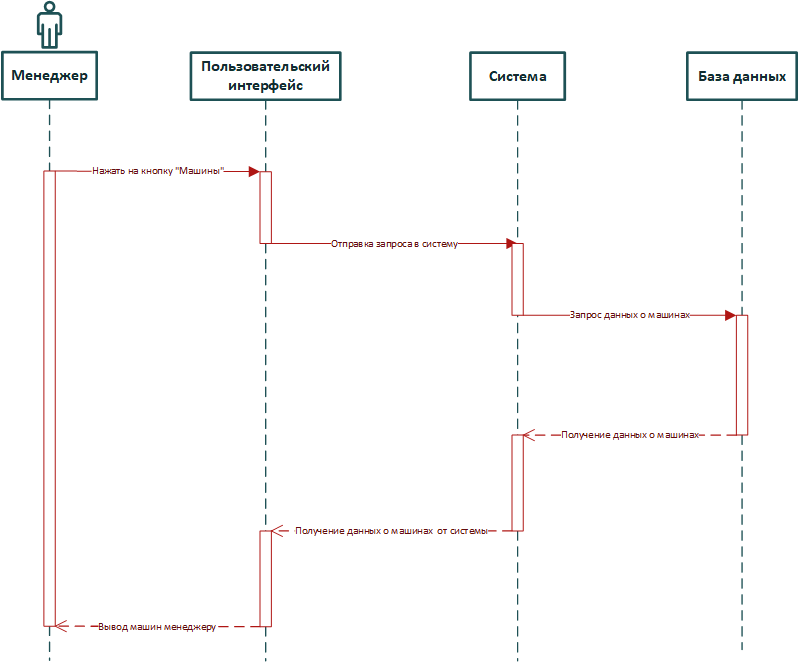 Менеджер
Пользовательский
интерфейс
Система
База данных
Нажать на кнопку "Машины"
Отправка запроса в систему
Запрос данных о машинах
Получение данных о машинах
Получение данных о машинах от системы
Вывод машин менеджеру